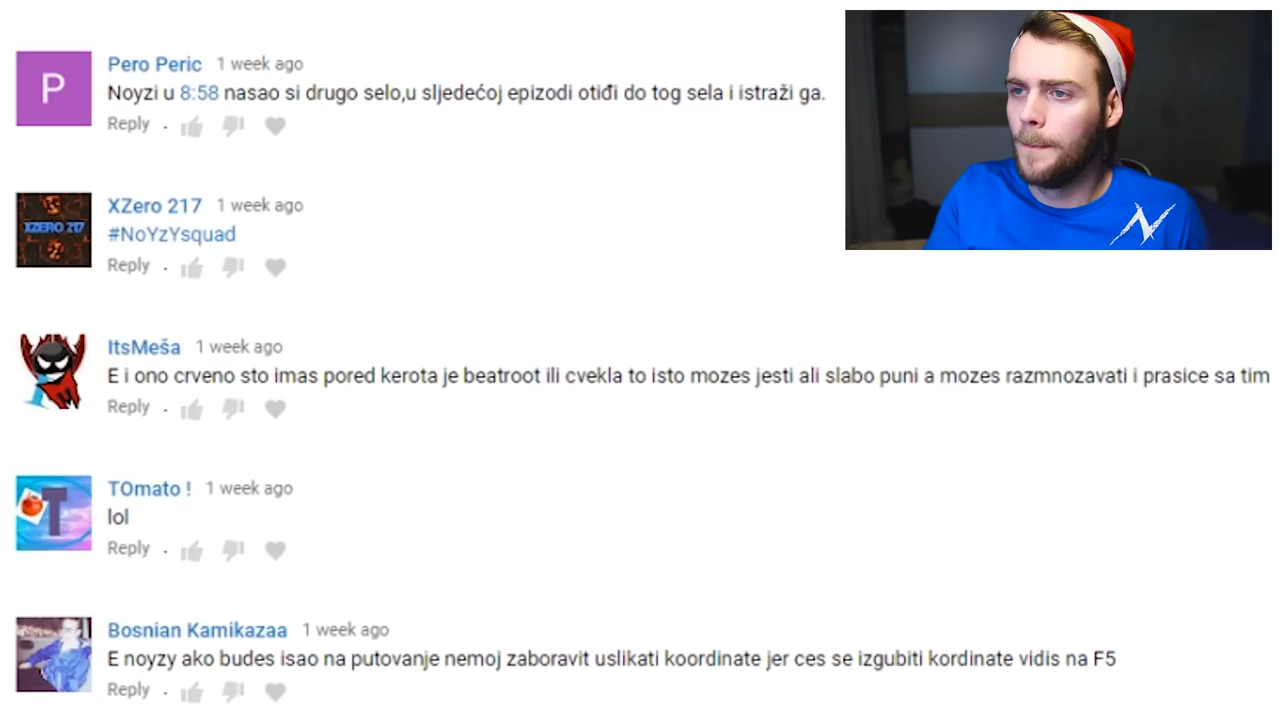 P
Pero Peric 1 week ago
Noyzi u 8:58 nasao si drugo selo,u sljedećoj epizodi otiđi do tog sela i istraži ga.
Reply .
XZERO 217
XZero 217 1 week ago
#NoYzYsquad
Reply .
ItsMeša 1 week ago
E i ono crveno sto imas pored kerota je beatroot ili cvekla to isto mozes jesti ali slabo puni a mozes razmnozavati i prasice sa tim
Reply .
T
TOmato ! 1 week ago
lol
Reply .
Bosnian Kamikazaa 1 week ago
E noyzy ako budes isao na putovanje nemoj zaboravit uslikati koordinate jer ces se izgubiti kordinate vidis na F5
Reply .
N